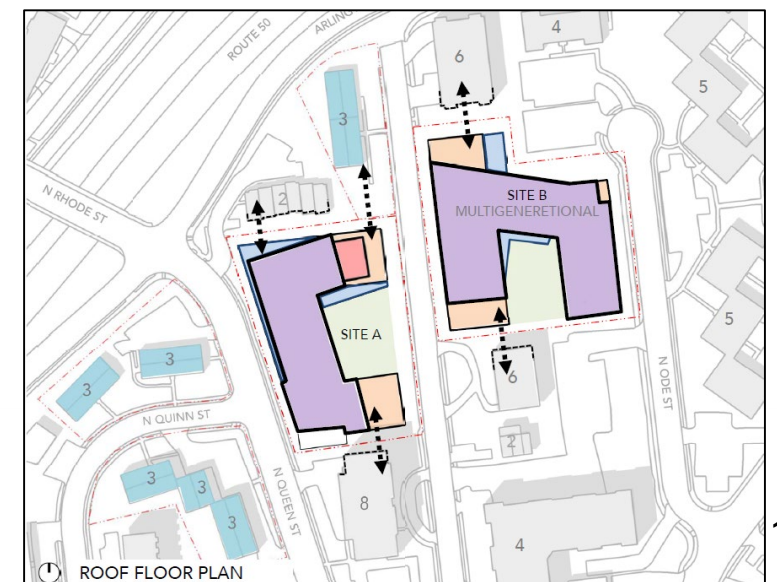 ROUTE 50
ARLING
6
4
5
3
N RHODE ST
2
SITE B
MULTIGENERETIONAL
SITE A
3
3
5
6
N QUINN ST
N ODE ST
2
3
3
3
N QUEEN ST
8
4
ROOF FLOOR PLAN